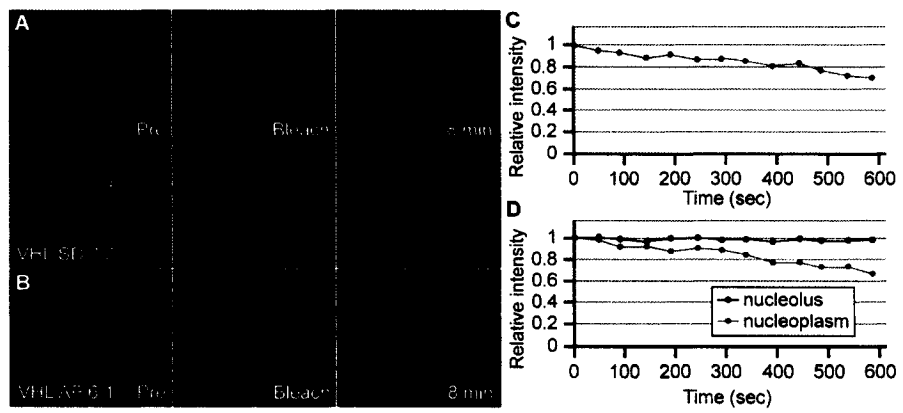 A
Pre
Bleach
8 min
B
Pre
Bleach
8 min
C
Relative intensity
1
0.8
0.6
0.4
0.2
0
0 100 200 300 400 500 600
Time (sec)
D
Relative intensity
1
0.8
0.6
0.4
0.2
0
nucleolus
nucleoplasm
0 100 200 300 400 500 600
Time (sec)